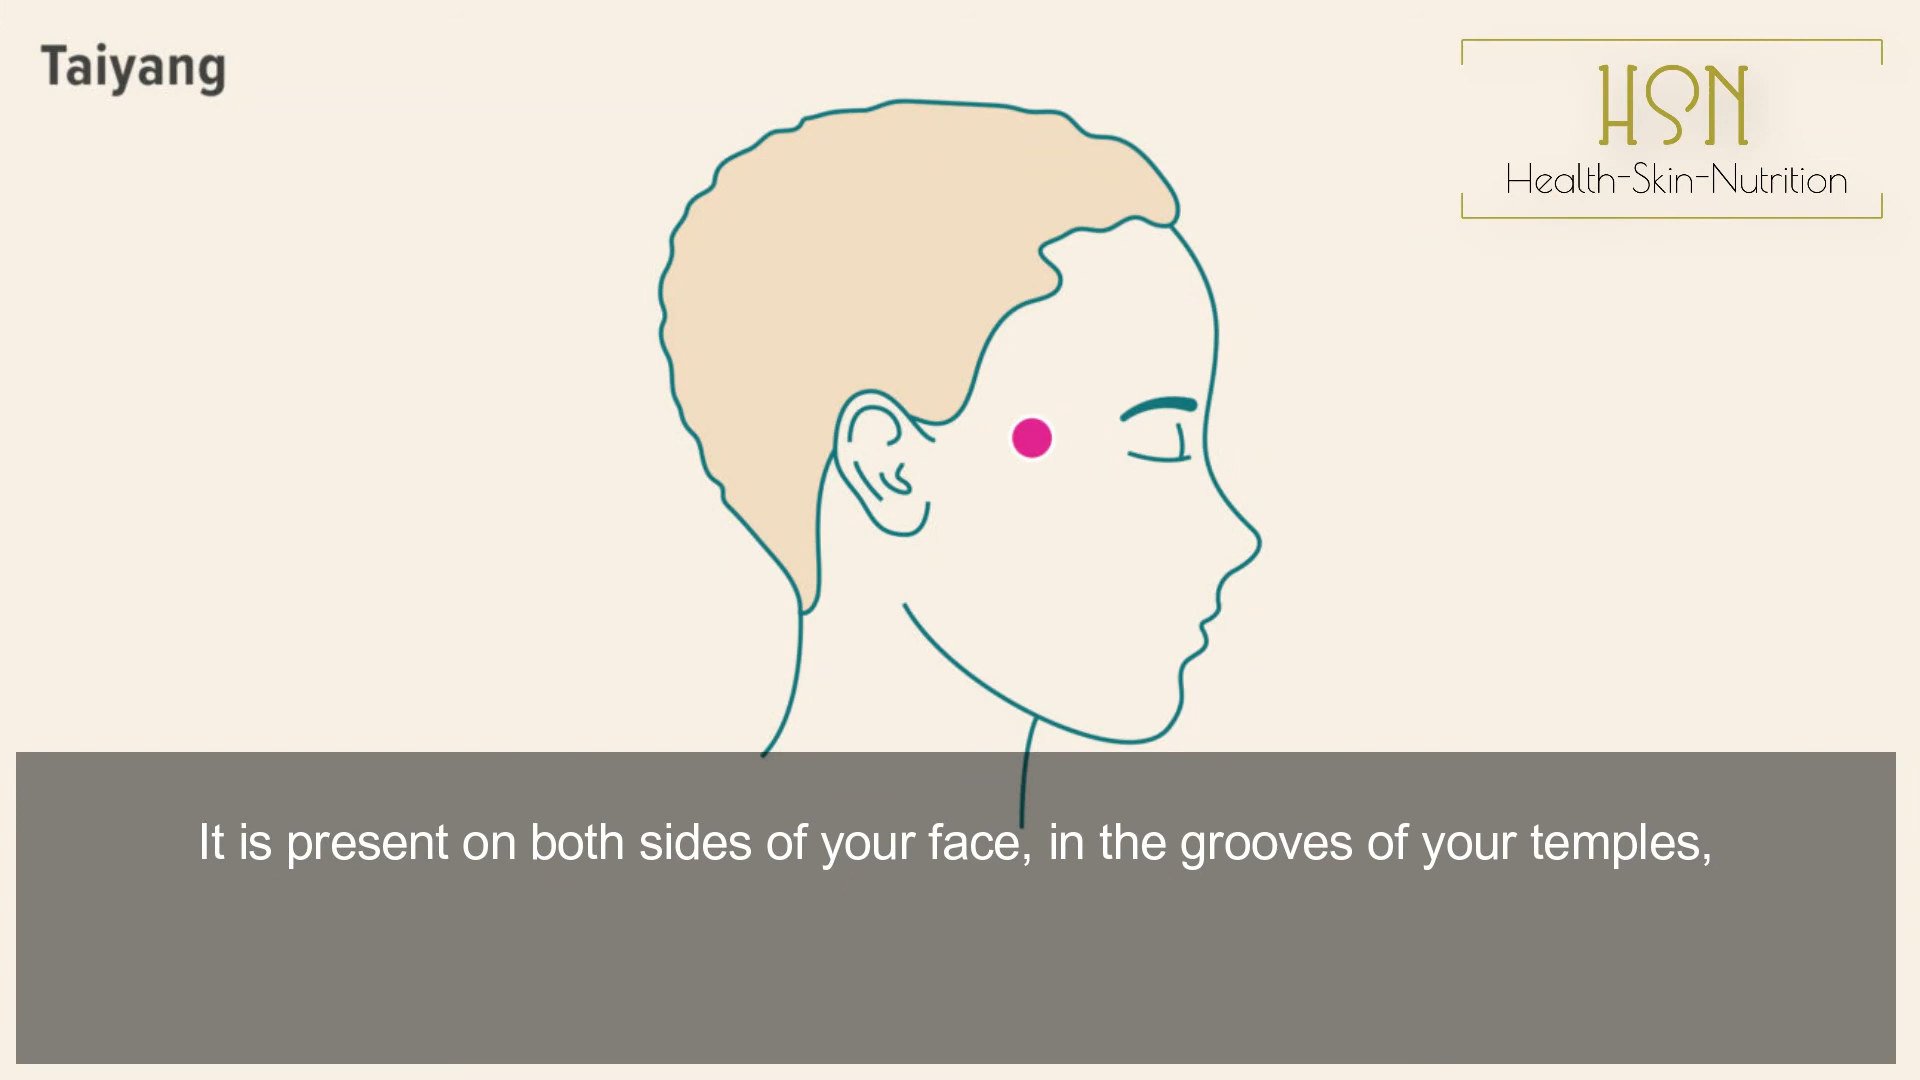 Taiyang
HSN
Health-Skin-Nutrition
It is present on both sides of your face, in the grooves of your temples,